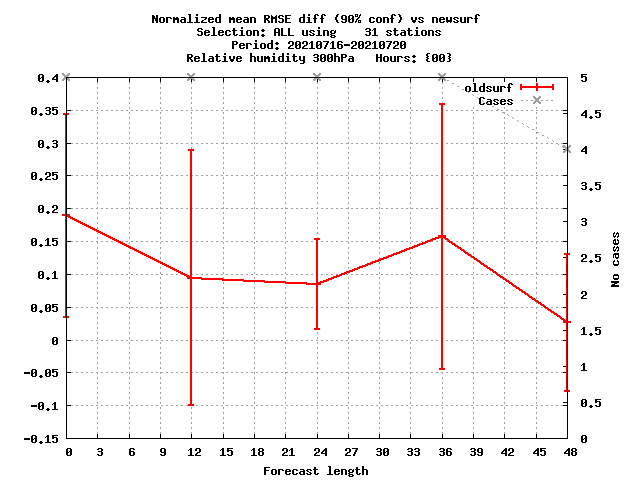 Normalized mean RMSE diff (90% conf) vs newsurf
Selection: ALL using    31 stations
Period: 20210716-20210720
Relative humidity 300hPa   Hours: {00}
0.4
0.35
0.3
0.25
0.2
0.15
0.1
0.05
0
-0.05
-0.1
-0.15
5
4.5
4
3.5
3
2.5
2
1.5
1
0.5
0
oldsurf
Cases
No cases
0 3 6 9 12 15 18 21 24 27 30 33 36 39 42 45 48
Forecast length